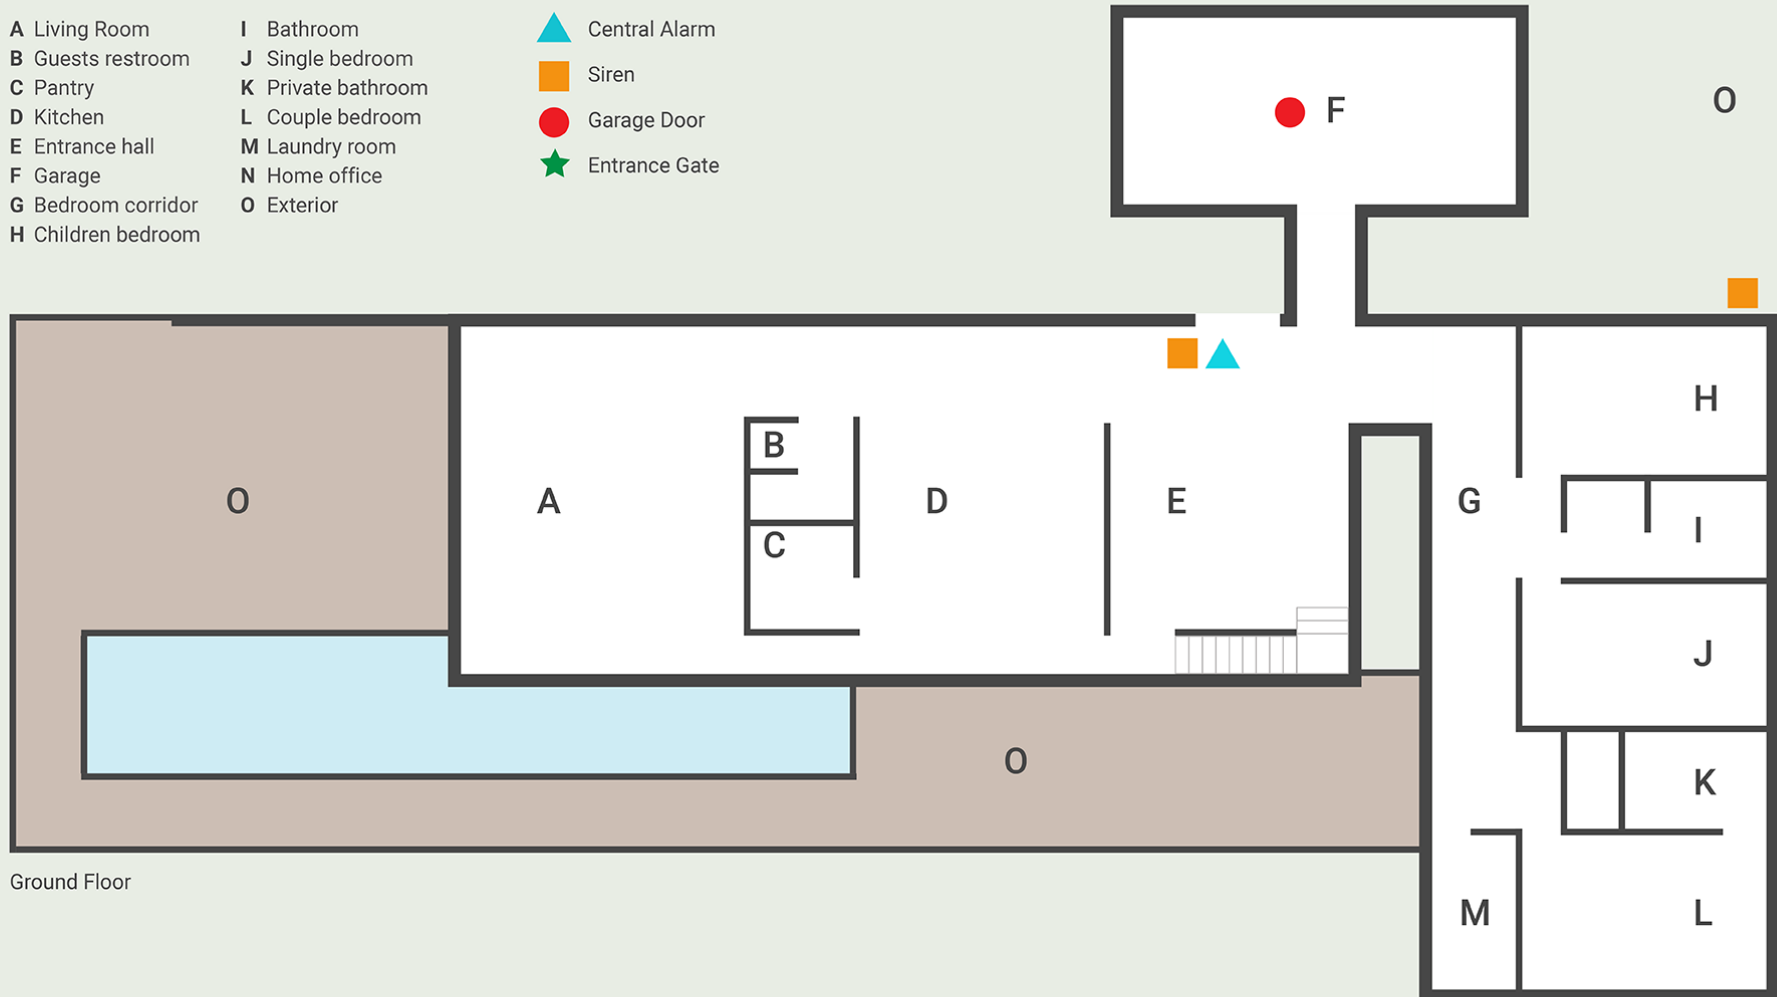 A Living Room
B Guests restroom
C Pantry
D Kitchen
E Entrance hall
F Garage
G Bedroom corridor
H Children bedroom
I Bathroom
J Single bedroom
K Private bathroom
L Couple bedroom
M Laundry room
N Home office
O Exterior
Central Alarm
Siren
Garage Door
Entrance Gate
F
O
H
B
O
A
D
E
G
I
C
J
O
K
M
L
Ground Floor